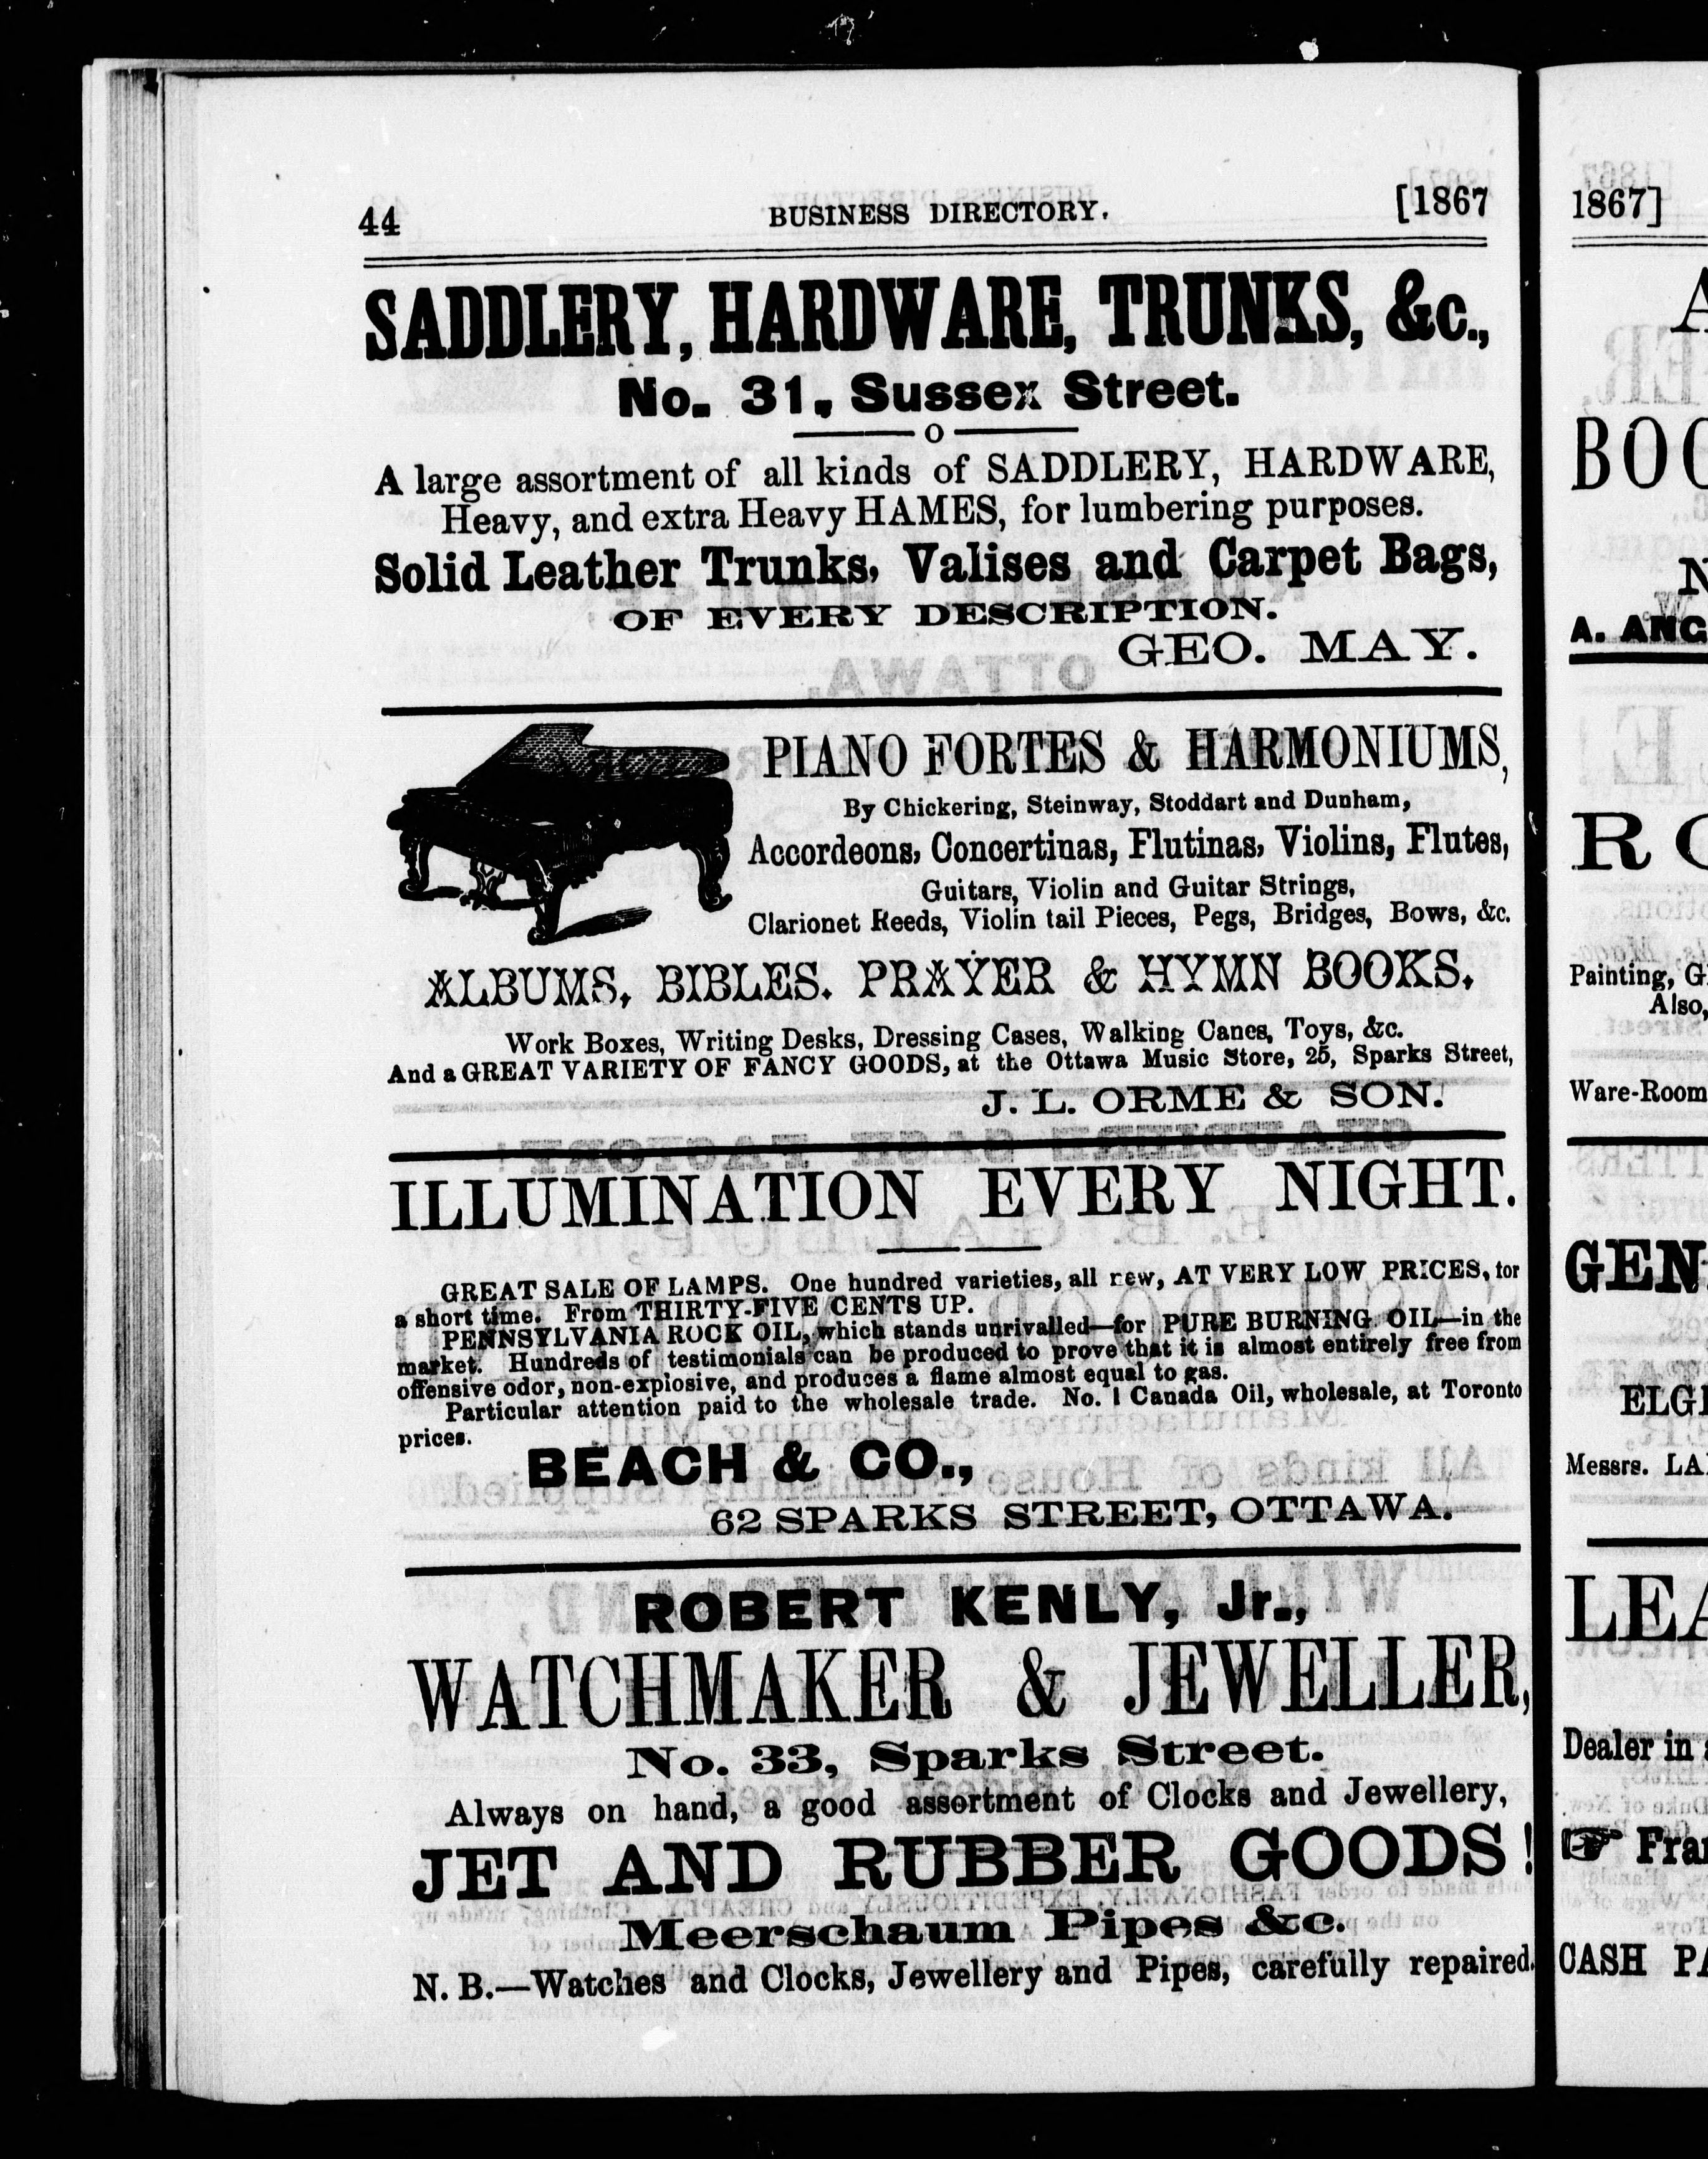 44 BUSINESS DIRECTORY. [1867
SADDLERY, HARDWARE, TRUNKS, &c.,
No. 31, Sussex Street.
O
A large assortment of all kinds of SADDLERY, HARDWARE,
Heavy, and extra Heavy HAMES, for lumbering purposes.
Solid Leather Trunks, Valises and Carpet Bags,
OF EVERY DESCRIPTION.
GEO. MAY.
PIANO FORTES & HARMONIUMS,
By Chickering, Steinway, Stoddart and Dunham,
Accordeons, Concertinas, Flutinas, Violins, Flutes,
Guitars, Violin and Guitar Strings,
Clarionet Reeds, Violin tail Pieces, Pegs, Bridges, Bows, &c.
ALBUMS, BIBLES, PRAYER & HYMN BOOKS,
Work Boxes, Writing Desks, Dressing Cases, Walking Canes, Toys, &c.
And a GREAT VARIETY OF FANCY GOODS, at the Ottawa Music Store, 25, Sparks Street,
J. L. ORME & SON.
ILLUMINATION EVERY NIGHT.
GREAT SALE OF LAMPS. One hundred varieties, all new, AT VERY LOW PRICES, for
a short time. From THIRTY-FIVE CENTS UP.
PENNSYLVANIA ROCK OIL, which stands unrivalled—for PURE BURNING OIL—in the
market. Hundreds of testimonials can be produced to prove that it is almost entirely free from
offensive odor, non-explosive, and produces a flame almost equal to gas.
Particular attention paid to the wholesale trade. No. 1 Canada Oil, wholesale, at Toronto
prices.
BEACH & CO.,
62 SPARKS STREET, OTTAWA.
ROBERT KENLY, Jr.,
WATCHMAKER & JEWELLER,
No. 33, Sparks Street.
Always on hand, a good assortment of Clocks and Jewellery,
JET AND RUBBER GOODS!
Meerschaum Pipes &c.
N. B.—Watches and Clocks, Jewellery and Pipes, carefully repaired.
1867]
A. ANG
Painting, G
Also,
Ware-Room
GEN
Messrs. LA
LEA
Dealer in
Fra
CASH PA